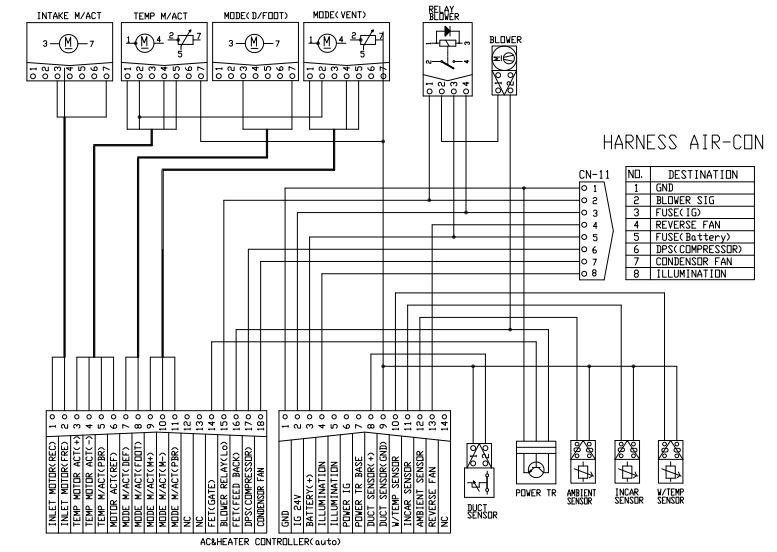 INTAKE M/ACT
TEMP M/ACT
MODE(D/FOOT)
MODE(VENT)
RELAY BLOWER
BLOWER
3 M 7
1 M 4 2 7 5
3 M 7
1 M 4 2 7 5
1 3
2 4
M
1 2 3 4 5 6 7
1 2 3 4 5 6 7
1 2 3 4 5 6 7
1 2 3 4 5 6 7
1 2 3 4
1 2
HARNESS AIR-CON
CN-11
1
2
3
4
5
6
7
8
NO. DESTINATION
1 GND
2 BLOWER SIG
3 FUSE(IG)
4 REVERSE FAN
5 FUSE(Battery)
6 DPS(COMPRESSOR)
7 CONDENSOR FAN
8 ILLUMINATION
1 INLET MOTOR(REC)
2 INLET MOTOR(FRE)
3 TEMP MOTOR ACT(+)
4 TEMP MOTOR ACT(-)
5 TEMP M/ACT(PBR)
6 MOTOR ACT(REF)
7 MODE M/ACT(DEF)
8 MODE M/ACT(FOOT)
9 MODE M/ACT(M+)
10 MODE M/ACT(M-)
11 MODE M/ACT(PBR)
12 NC
13 NC
14 FET(GATE)
15 BLOWER RELAY(Lo)
16 FET(FEED BACK)
17 DPS(COMPRESSOR)
18 CONDENSOR FAN
1 GND
2 IG 24V
3 BATTERY(+)
4 ILLUMINATION
5 ILLUMINATION
6 POWER IG
7 POWER TR BASE
8 DUCT SENSOR(+)
9 DUCT SENSOR(GND)
10 W/TEMP SENSOR
11 INCAR SENSOR
12 AMBIENT SENSOR
13 REVERSE FAN
14 NC
AC&HEATER CONTROLLER(auto)
1 2
DUCT SENSOR
POWER TR
AMBIENT SENSOR
INCAR SENSOR
W/TEMP SENSOR